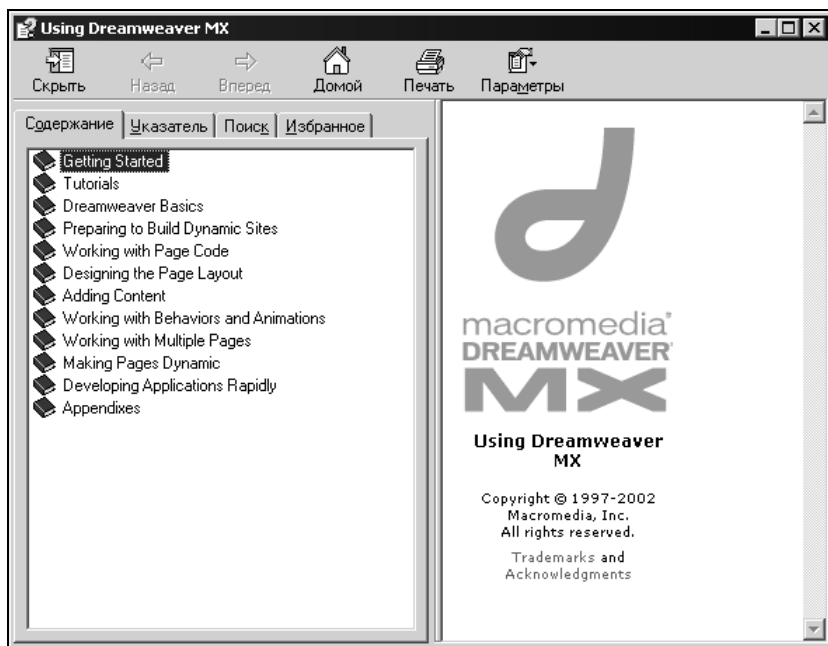 Using Dreamweaver MX
Скрыть Назад Вперед Домой Печать Параметры
Содержание Указатель Поиск Избранное
Getting Started
Tutorials
Dreamweaver Basics
Preparing to Build Dynamic Sites
Working with Page Code
Designing the Page Layout
Adding Content
Working with Behaviors and Animations
Working with Multiple Pages
Making Pages Dynamic
Developing Applications Rapidly
Appendixes
macromedia®
DREAMWEAVER®
MX
Using Dreamweaver
MX
Copyright © 1997-2002
Macromedia, Inc.
All rights reserved.
Trademarks and
Acknowledgments